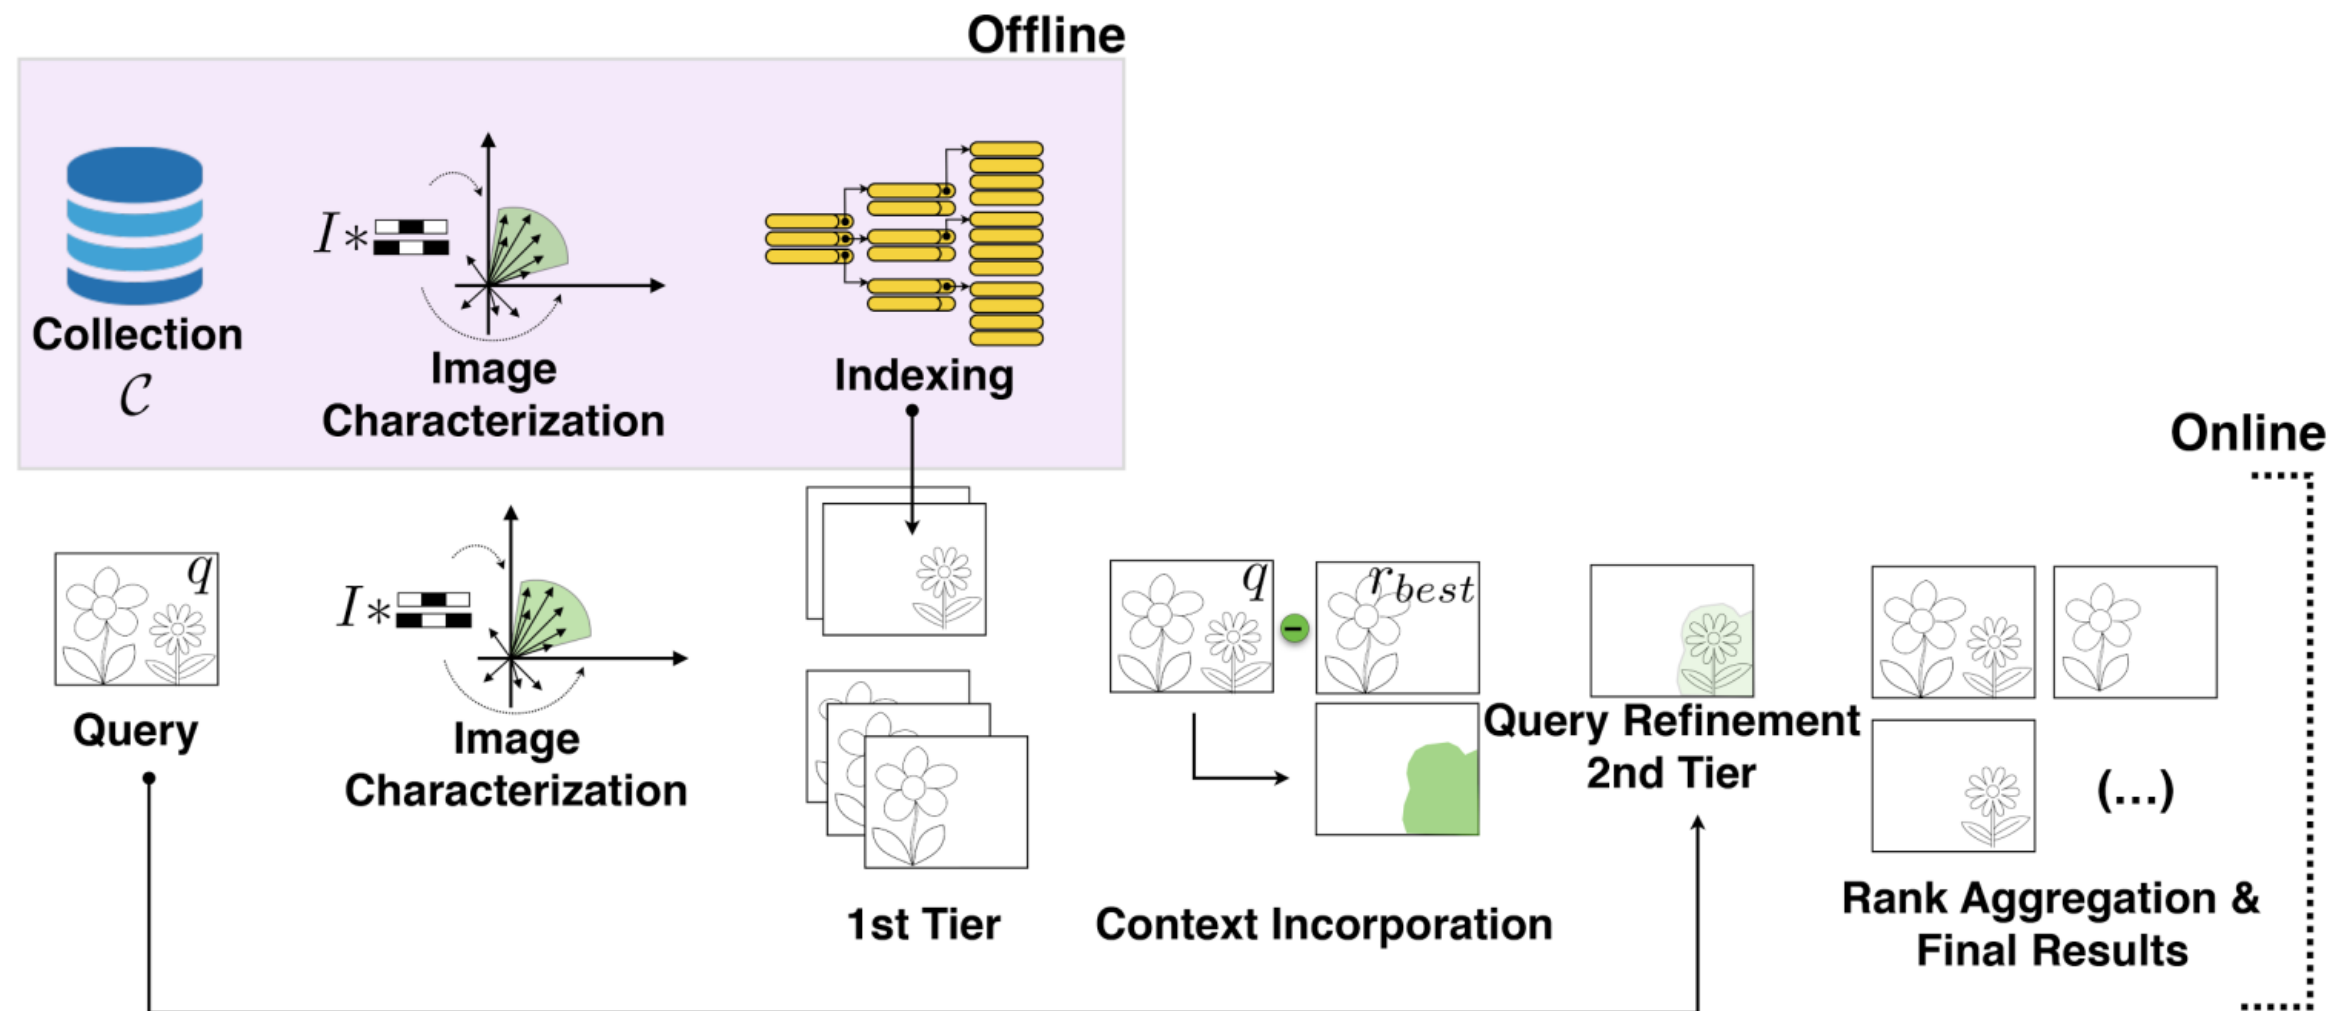 Offline
I*
Collection
C
Image
Characterization
Indexing
Online
q
Query
I*
Image
Characterization
1st Tier
q
r_best
Context Incorporation
Query Refinement
2nd Tier
(...)
Rank Aggregation &
Final Results